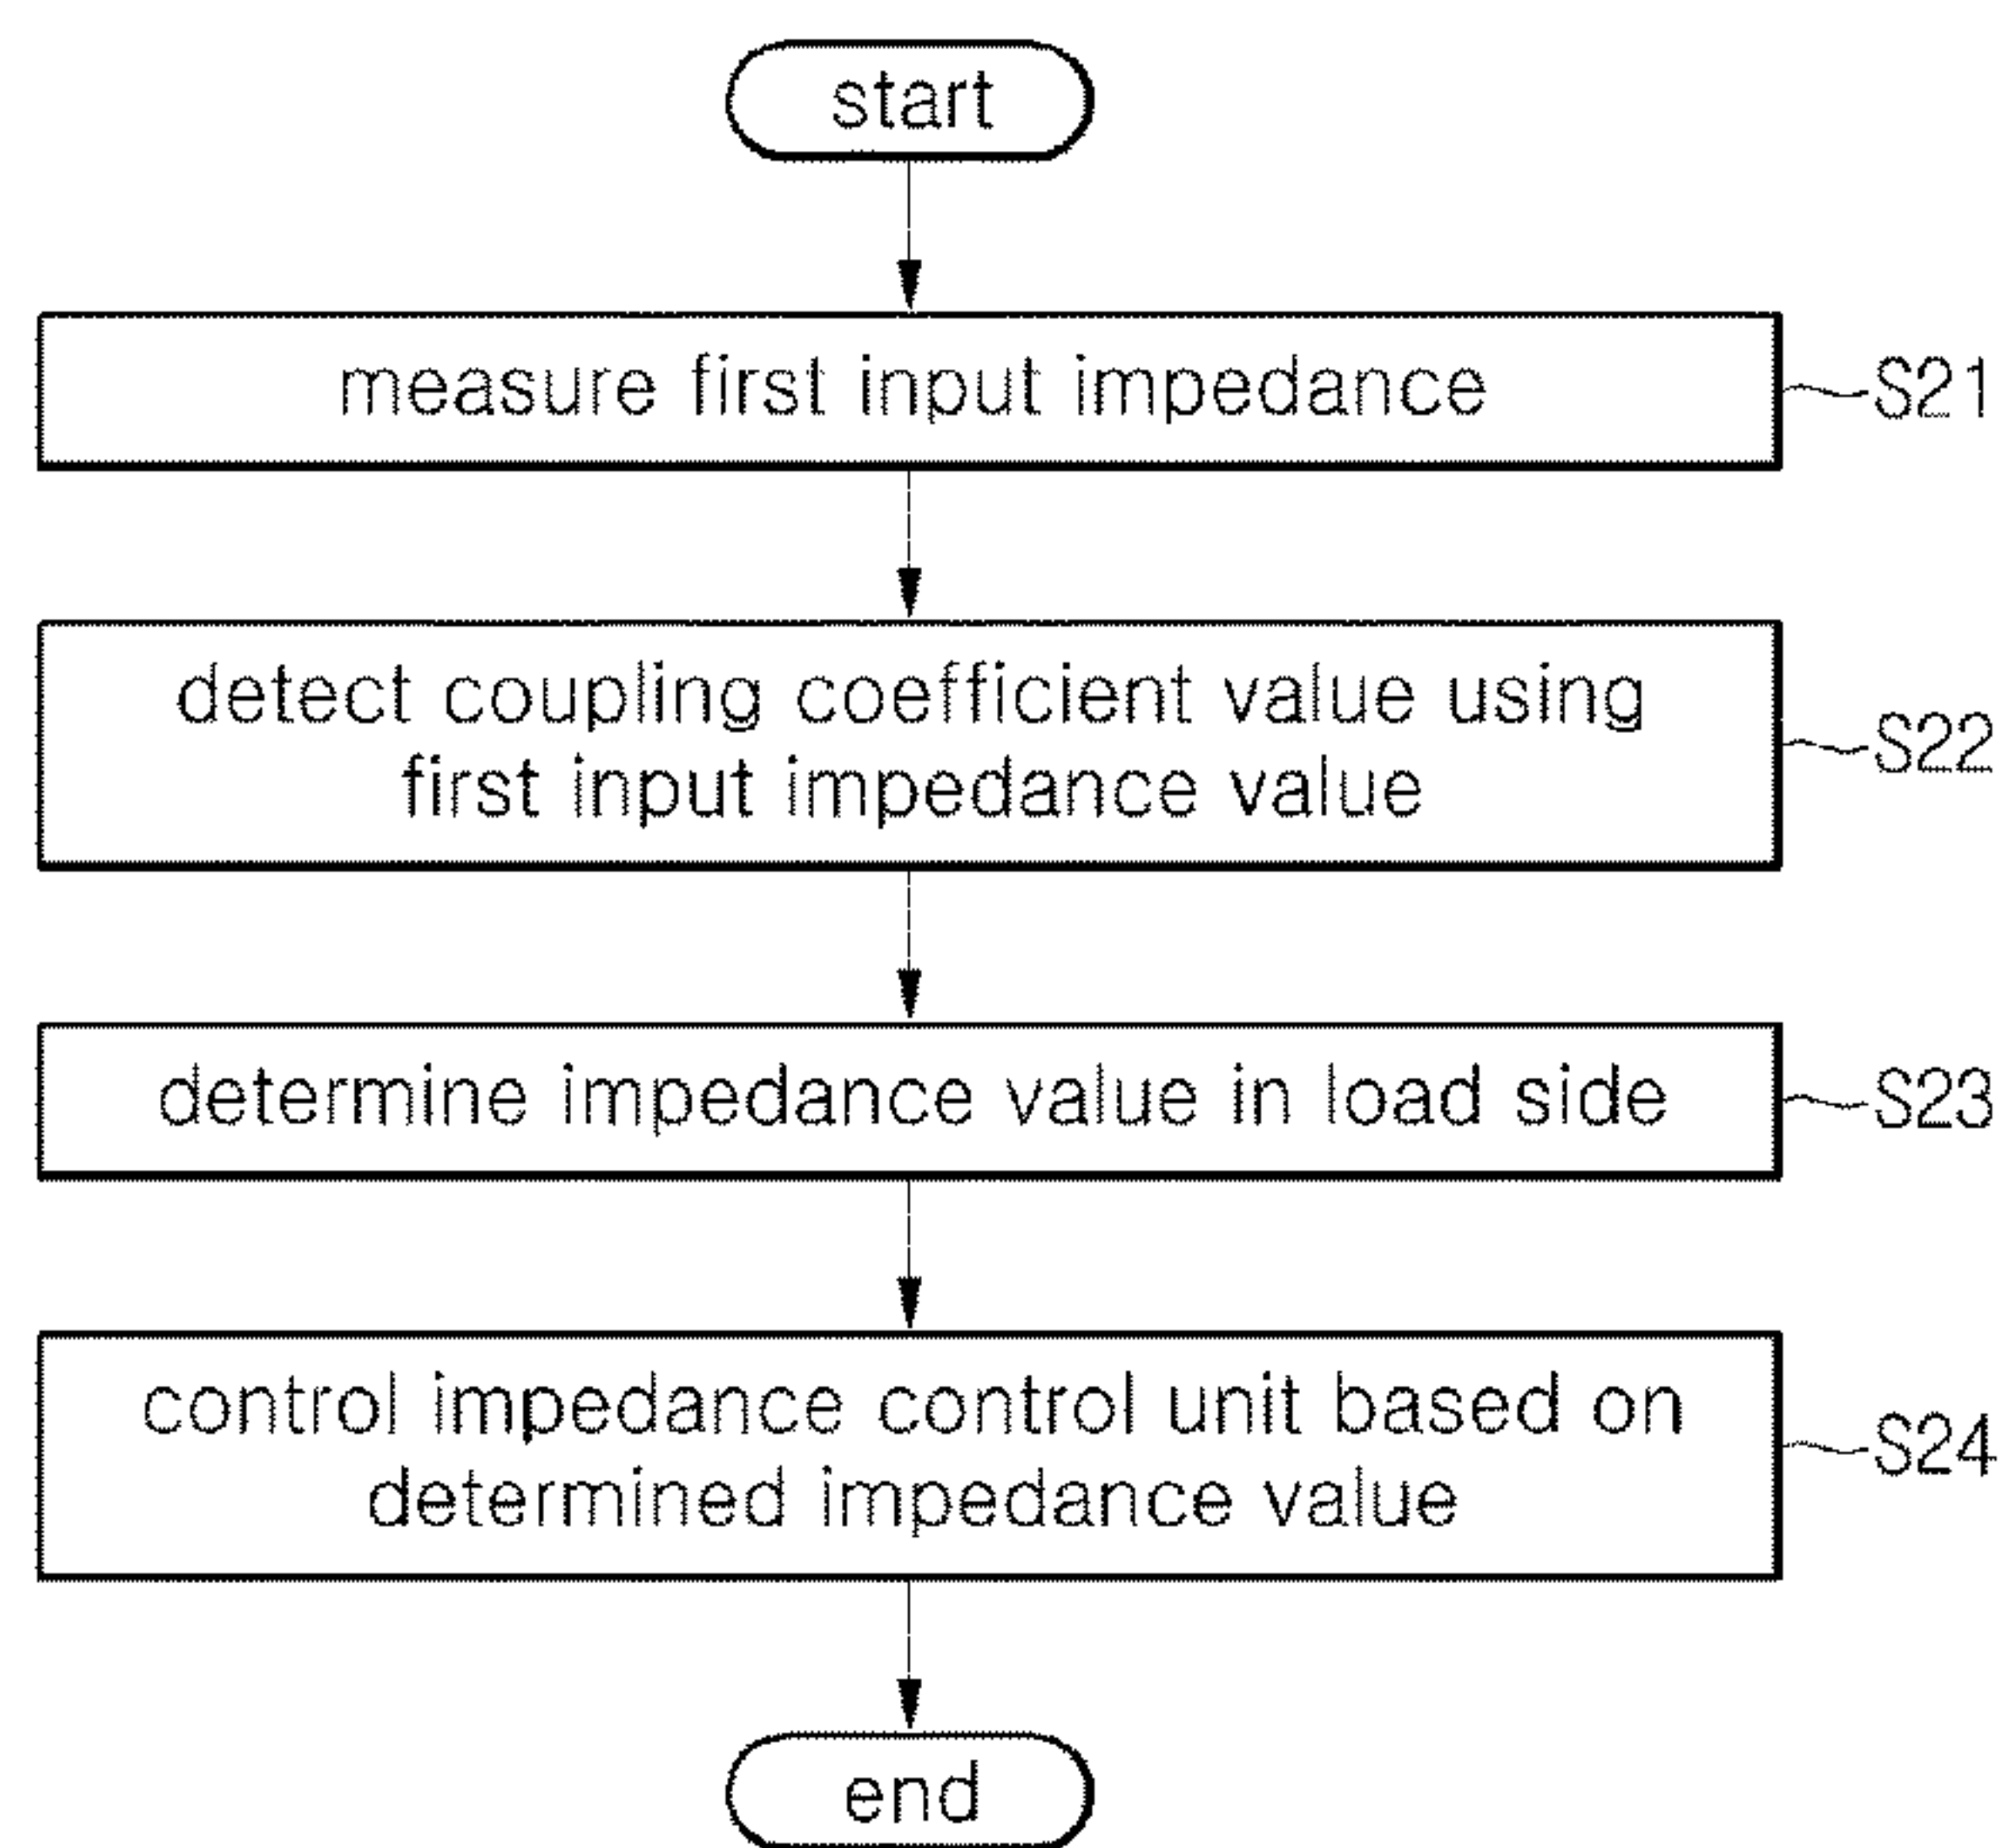 start
measure first input impedance
S21
detect coupling coefficient value using
first input impedance value
S22
determine impedance value in load side
S23
control impedance control unit based on
determined impedance value
S24
end